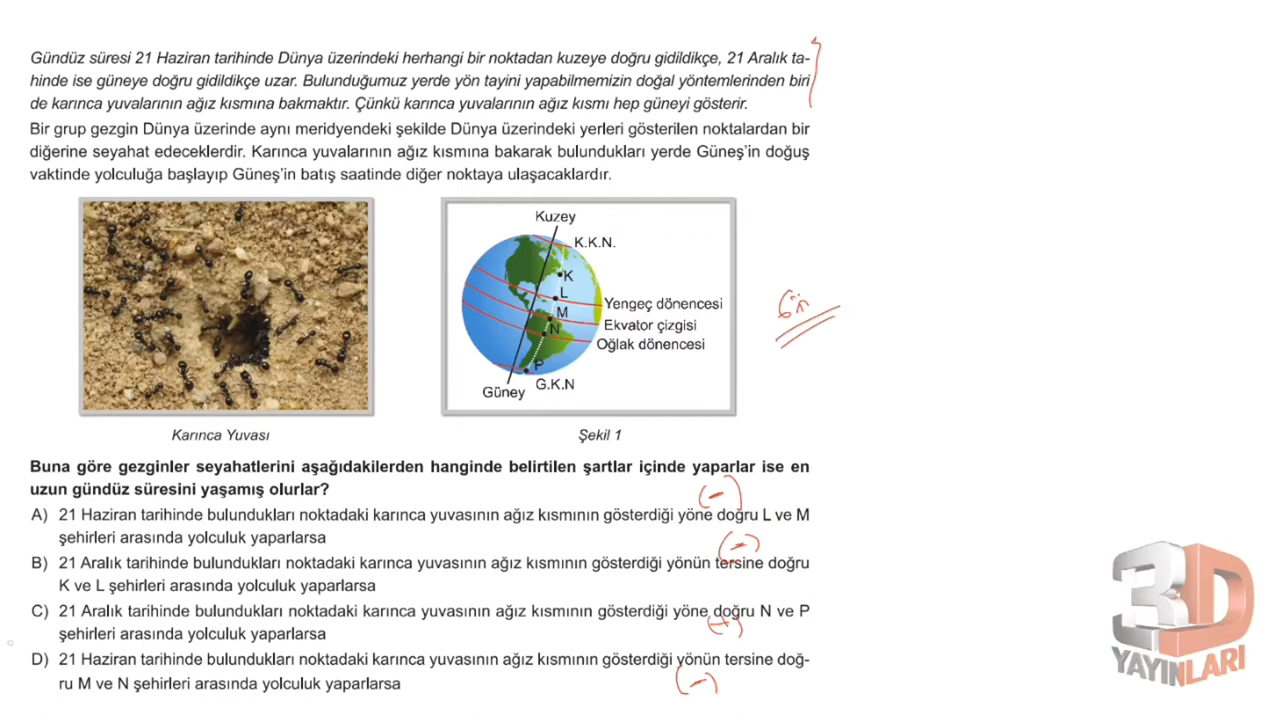 Gündüz süresi 21 Haziran tarihinde Dünya üzerindeki herhangi bir noktadan kuzeye doğru gidildikçe, 21 Aralık ta-
hinde ise güneye doğru gidildikçe uzar. Bulunduğumuz yerde yön tayini yapabilmemizin doğal yöntemlerinden biri
de karınca yuvalarının ağız kısmına bakmaktır. Çünkü karınca yuvalarının ağız kısmı hep güneyi gösterir.
Bir grup gezgin Dünya üzerinde aynı meridyendeki şekilde Dünya üzerindeki yerleri gösterilen noktalardan bir
diğerine seyahat edeceklerdir. Karınca yuvalarının ağız kısmına bakarak bulundukları yerde Güneş'in doğuş
vaktinde yolculuğa başlayıp Güneş'in batış saatinde diğer noktaya ulaşacaklardır.
Kuzey
K.K.N.
K
L
Yengeç dönencesi
M
Ekvator çizgisi
N
Oğlak dönencesi
P
G.K.N
Güney
Karınca Yuvası
Şekil 1
Buna göre gezginler seyahatlerini aşağıdakilerden hanginde belirtilen şartlar içinde yaparlar ise en
uzun gündüz süresini yaşamış olurlar?
A) 21 Haziran tarihinde bulundukları noktadaki karınca yuvasının ağız kısmının gösterdiği yöne doğru L ve M
şehirleri arasında yolculuk yaparlarsa
B) 21 Aralık tarihinde bulundukları noktadaki karınca yuvasının ağız kısmının gösterdiği yönün tersine doğru
K ve L şehirleri arasında yolculuk yaparlarsa
C) 21 Aralık tarihinde bulundukları noktadaki karınca yuvasının ağız kısmının gösterdiği yöne doğru N ve P
şehirleri arasında yolculuk yaparlarsa
D) 21 Haziran tarihinde bulundukları noktadaki karınca yuvasının ağız kısmının gösterdiği yönün tersine doğ-
ru M ve N şehirleri arasında yolculuk yaparlarsa
(-)
(-)
(+)
(-)
3D
YAYINLARI